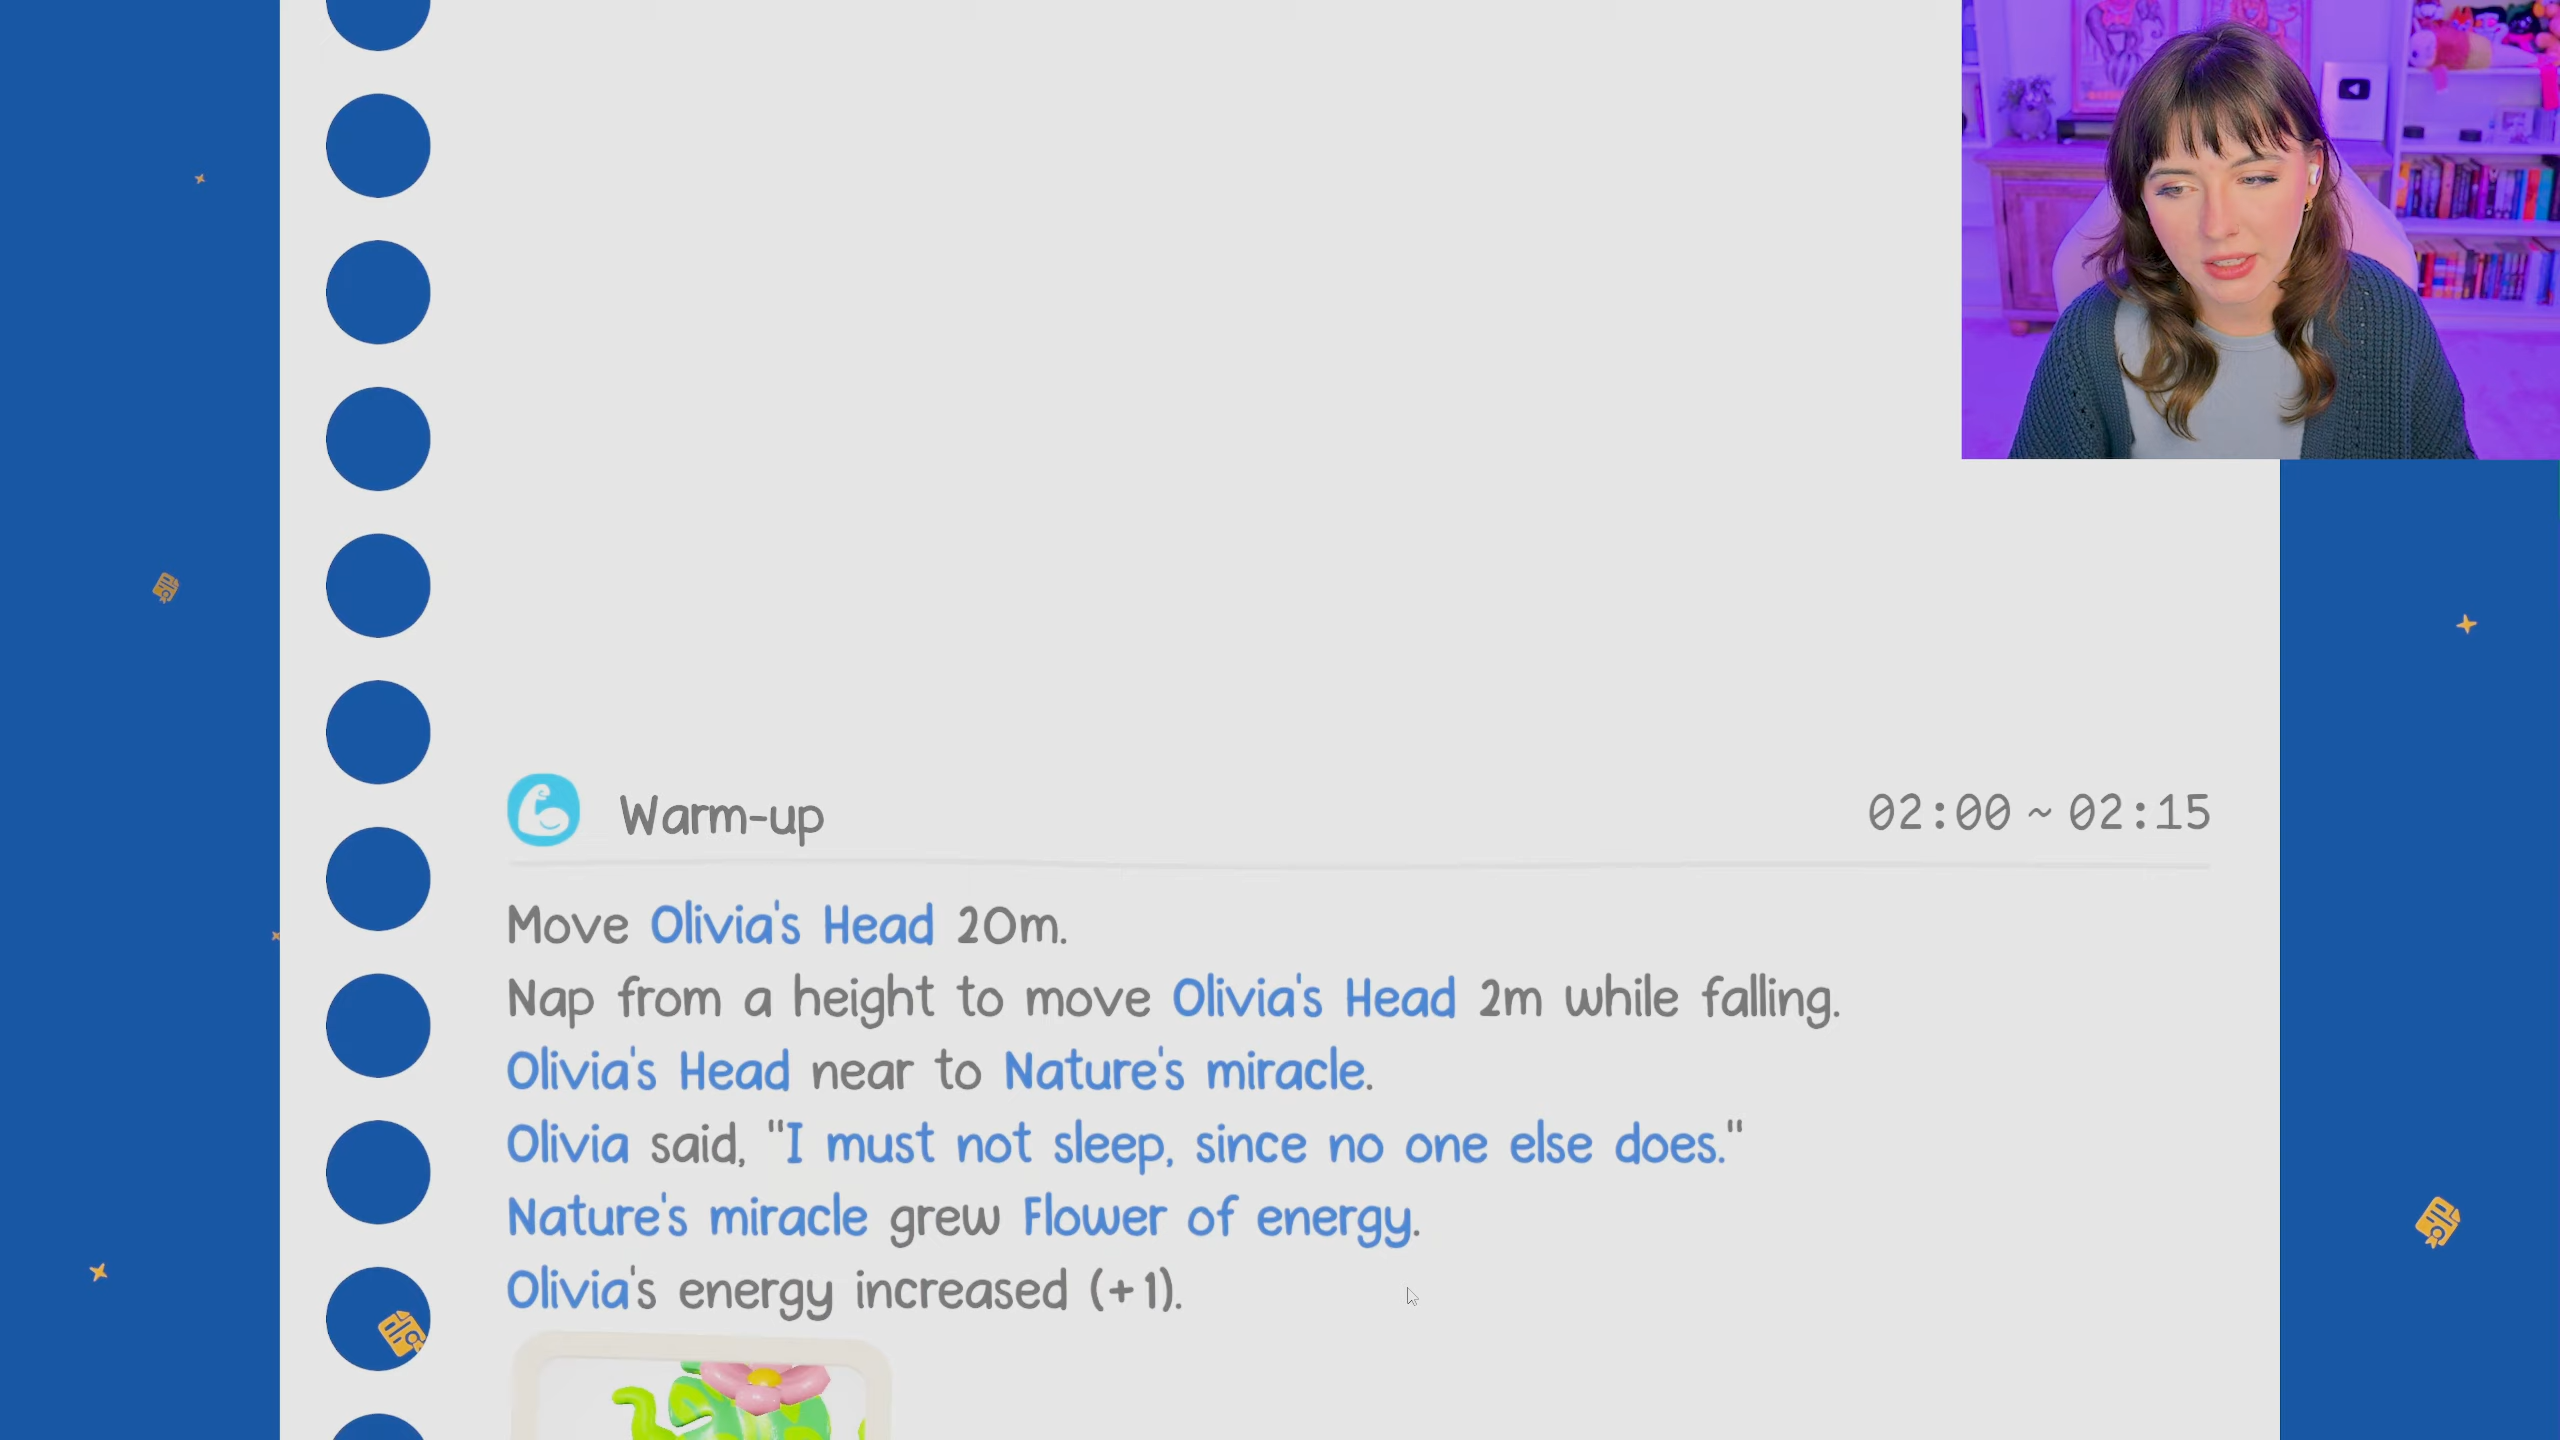 Warm-up
02:00 ~ 02:15
Move Olivia's Head 20m.
Nap from a height to move Olivia's Head 2m while falling.
Olivia's Head near to Nature's miracle.
Olivia said, "I must not sleep, since no one else does."
Nature's miracle grew Flower of energy.
Olivia's energy increased (+1).